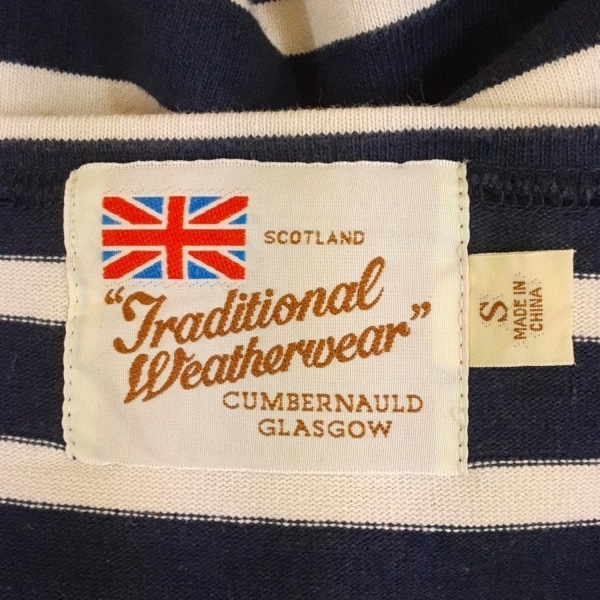 SCOTLAND
"Traditional
Weatherwear"
CUMBERNAULD
GLASGOW
S
MADE IN
CHINA